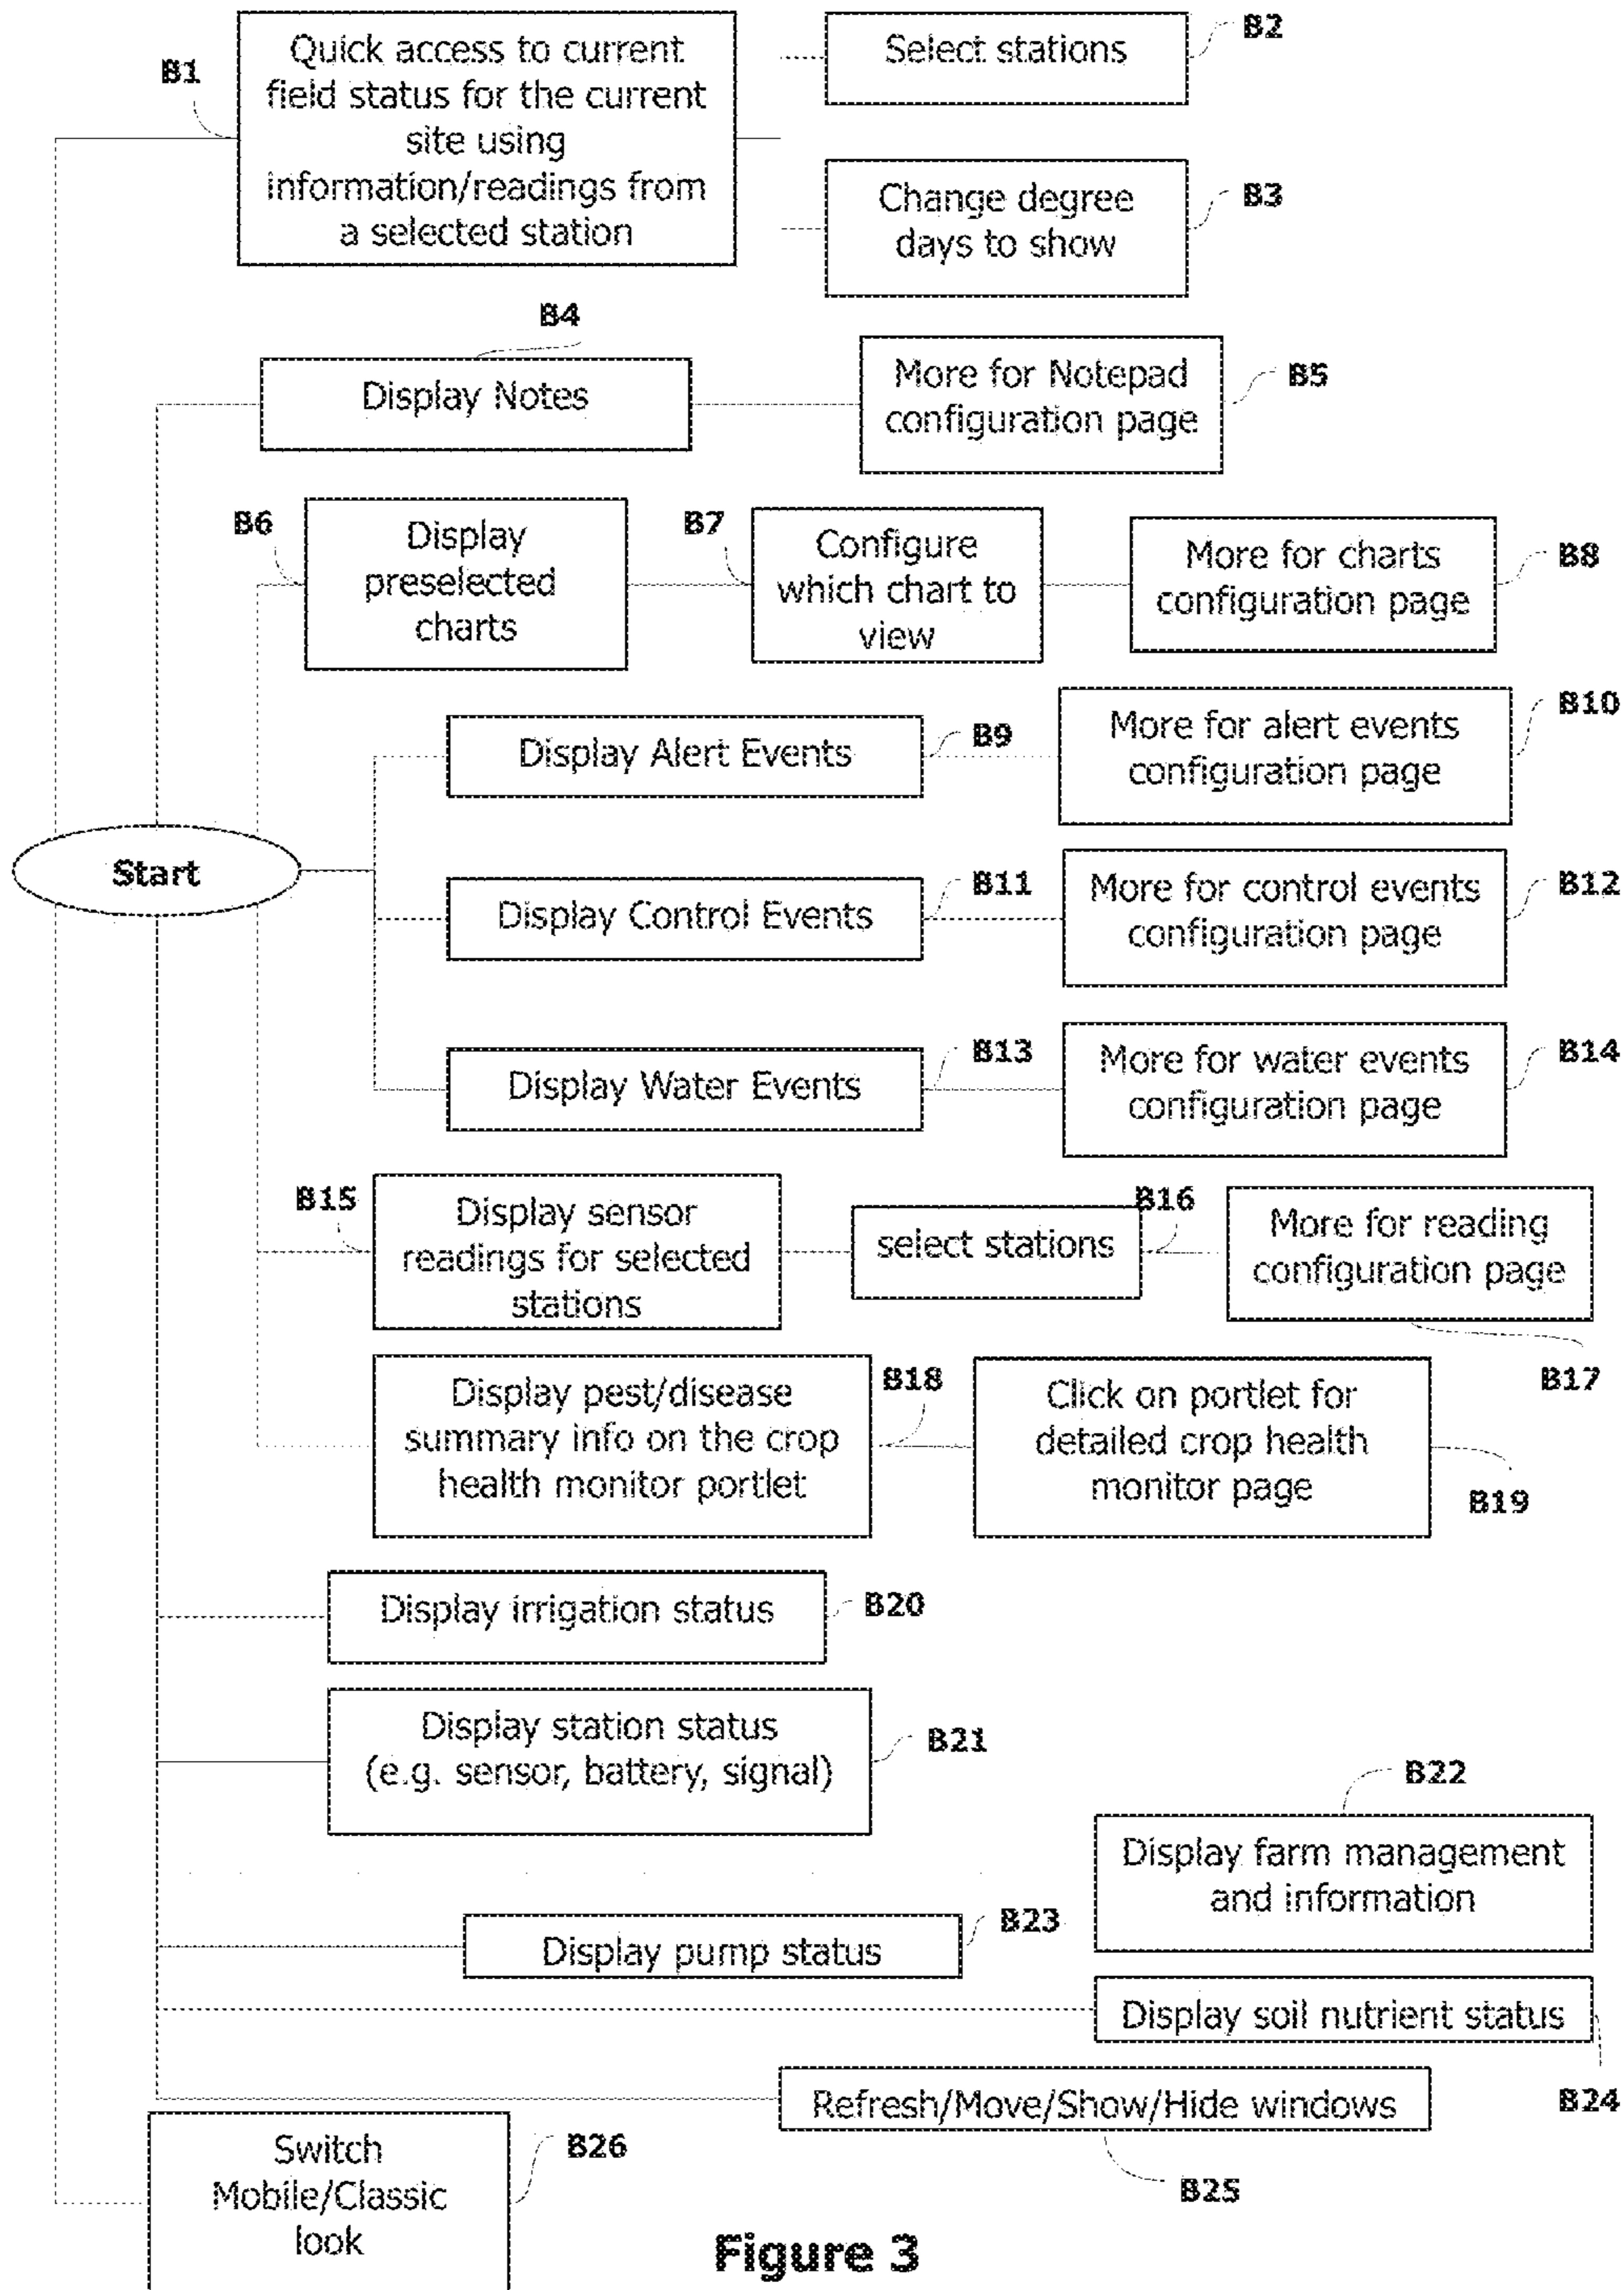 B1
Quick access to current
field status for the current
site using
information/readings from
a selected station
Select stations
B2
Change degree
days to show
B3
B4
Display Notes
More for Notepad
configuration page
B5
B6
Display
preselected
charts
B7
Configure
which chart to
view
More for charts
configuration page
B8
Display Alert Events
B9
More for alert events
configuration page
B10
Start
Display Control Events
B11
More for control events
configuration page
B12
Display Water Events
B13
More for water events
configuration page
B14
B15
Display sensor
readings for selected
stations
select stations
B16
More for reading
configuration page
B17
Display pest/disease
summary info on the crop
health monitor portlet
B18
Click on portlet for
detailed crop health
monitor page
B19
Display irrigation status
B20
Display station status
(e.g. sensor, battery, signal)
B21
B22
Display farm management
and information
Display pump status
B23
Display soil nutrient status
B24
Refresh/Move/Show/Hide windows
B25
Switch
Mobile/Classic
look
B26
Figure 3